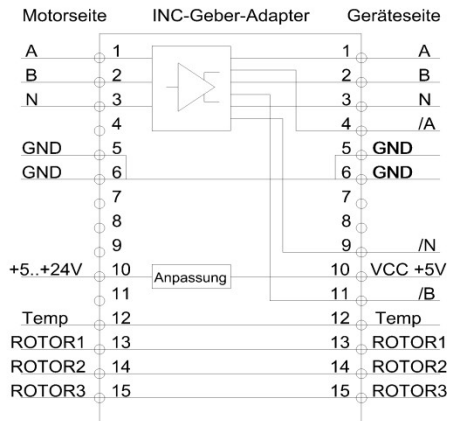 Motorseite INC-Geber-Adapter Geräteseite
A 1 1 A
B 2 2 B
N 3 3 N
4 4 /A
GND 5 5 GND
GND 6 6 GND
7 7
8 8
9 9 /N
+5..+24V 10 Anpassung 10 VCC +5V
11 11 /B
Temp 12 12 Temp
ROTOR1 13 13 ROTOR1
ROTOR2 14 14 ROTOR2
ROTOR3 15 15 ROTOR3